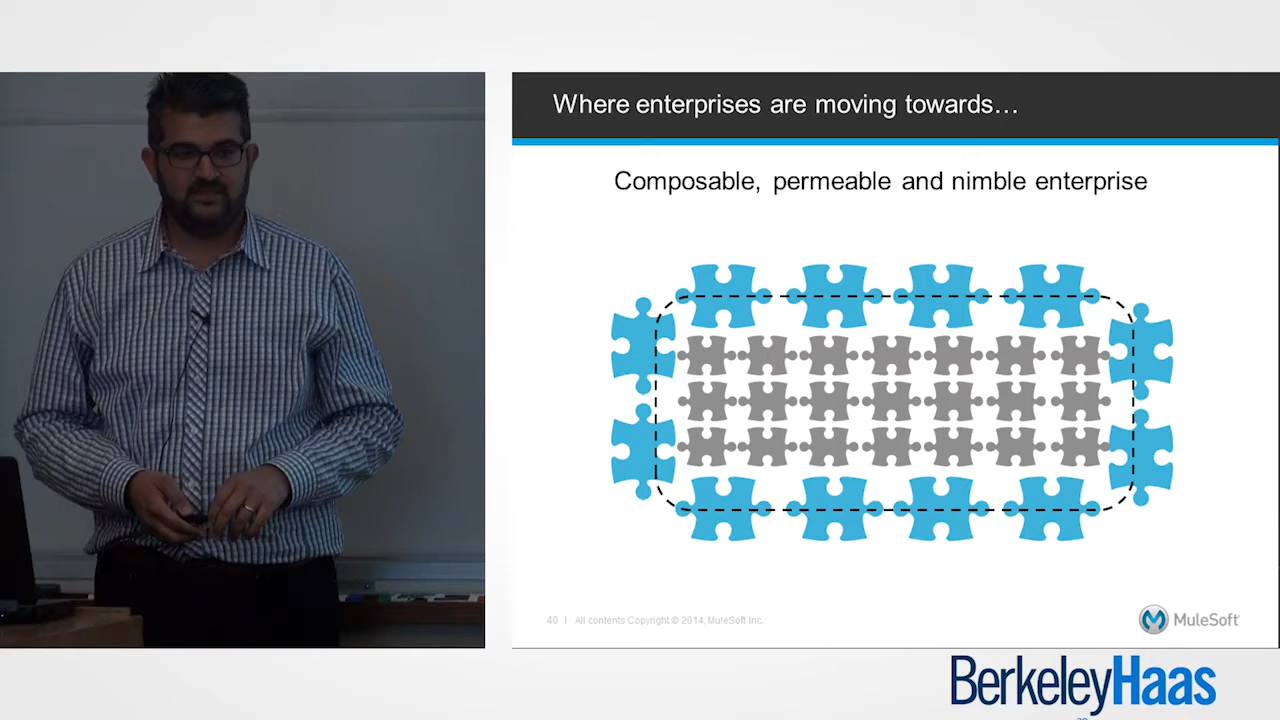 Where enterprises are moving towards…
Composable, permeable and nimble enterprise
40 | All contents Copyright © 2014, MuleSoft Inc.
MuleSoft
BerkeleyHaas